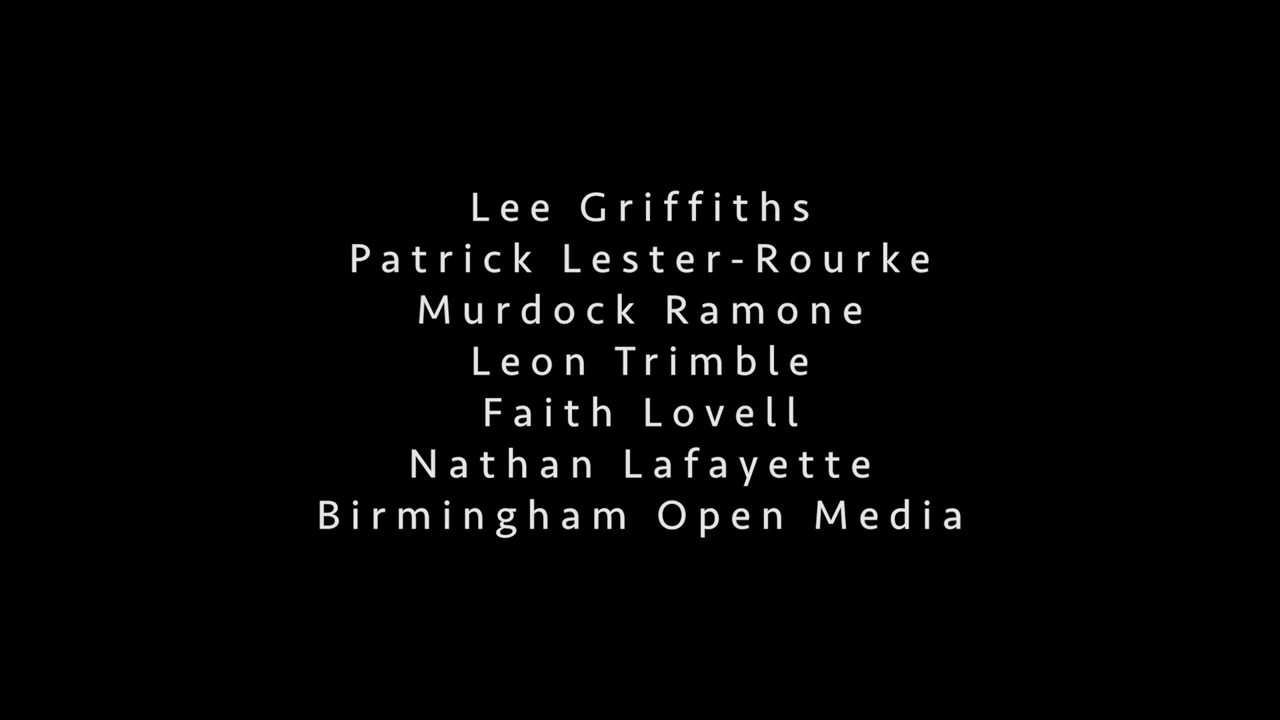 Lee Griffiths
Patrick Lester-Rourke
Murdock Ramone
Leon Trimble
Faith Lovell
Nathan Lafayette
Birmingham Open Media